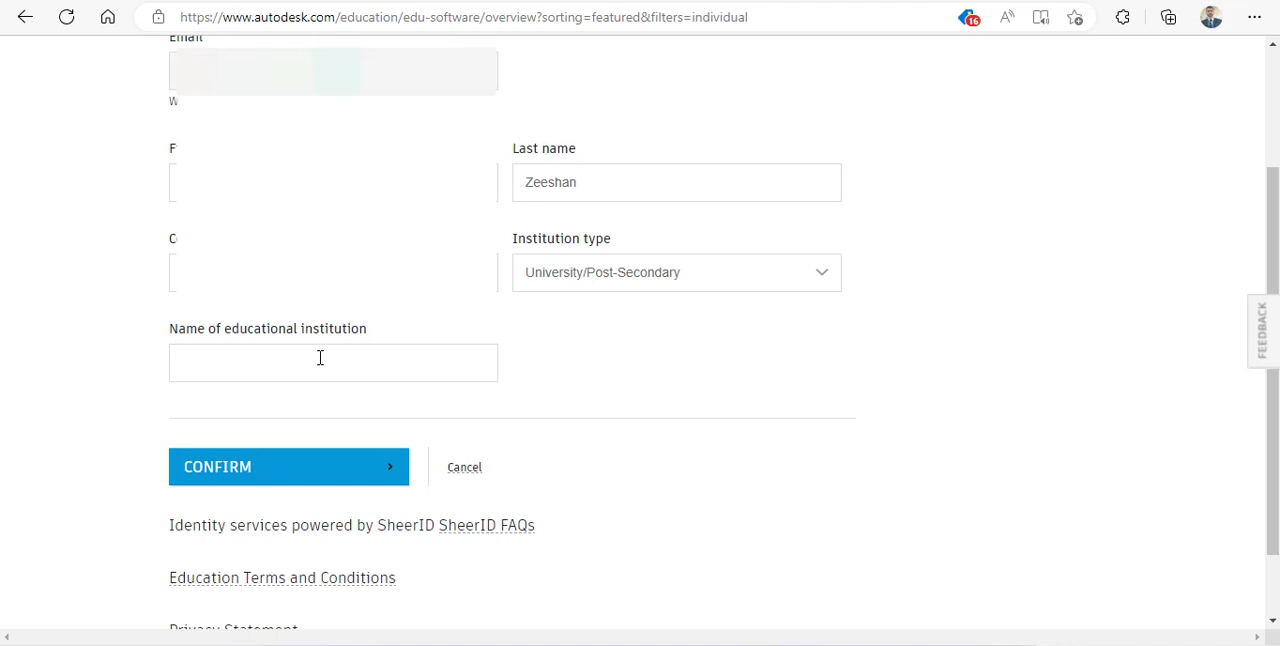 https://www.autodesk.com/education/edu-software/overview?sorting=featured&filters=individual
16
Email
W
F
Last name
Zeeshan
C
Institution type
University/Post-Secondary
FEEDBACK
Name of educational institution
CONFIRM
Cancel
Identity services powered by SheerID SheerID FAQs
Education Terms and Conditions
Privacy Statement